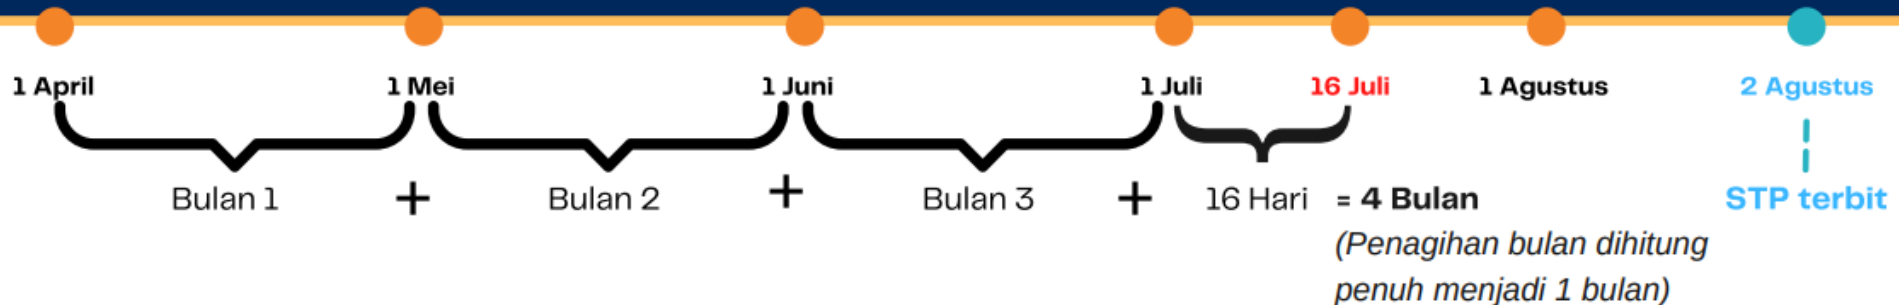 1 April 1 Mei 1 Juni 1 Juli 16 Juli 1 Agustus 2 Agustus
Bulan 1 + Bulan 2 + Bulan 3 + 16 Hari = 4 Bulan STP terbit
(Penagihan bulan dihitung
penuh menjadi 1 bulan)